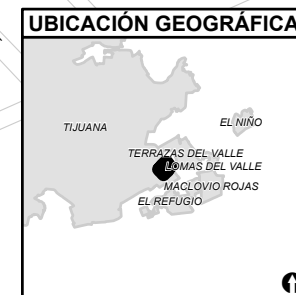 UBICACIÓN GEOGRÁFICA
TIJUANA
EL NIÑO
TERRAZAS DEL VALLE
LOMAS DEL VALLE
MACLOVIO ROJAS
EL REFUGIO